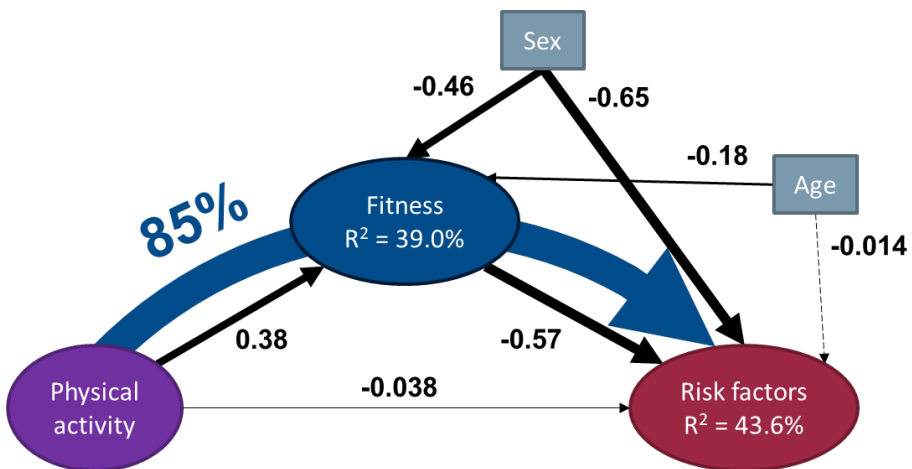 Sex
-0.46
-0.65
-0.18
Age
85%
Fitness
R² = 39.0%
-0.014
0.38
-0.57
Physical
activity
-0.038
Risk factors
R² = 43.6%